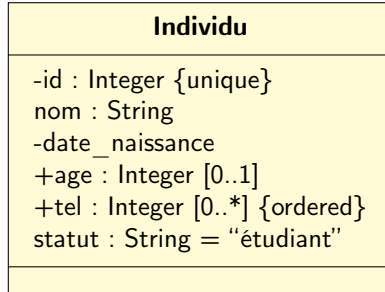 Individu
-id : Integer {unique}
nom : String
-date_naissance
+age : Integer [0..1]
+tel : Integer [0..*] {ordered}
statut : String = “étudiant”